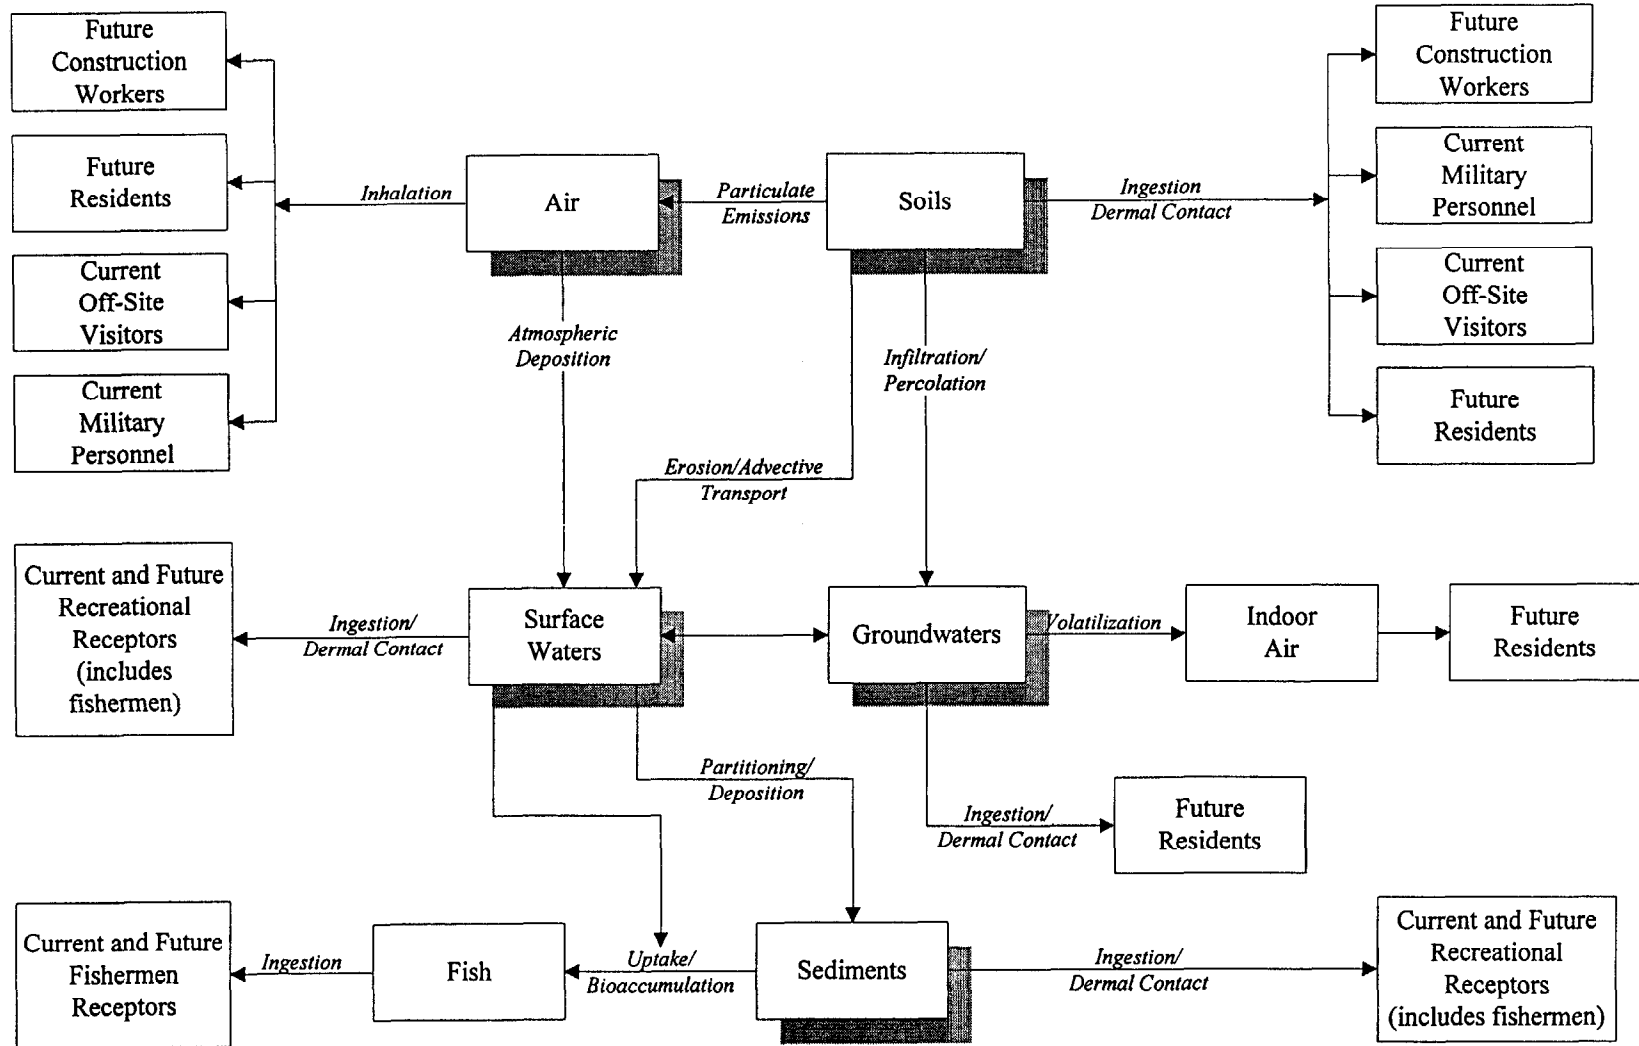 Future
Construction
Workers
Future
Residents
Current
Off-Site
Visitors
Current
Military
Personnel
Inhalation
Air
Particulate
Emissions
Soils
Ingestion
Dermal Contact
Future
Construction
Workers
Current
Military
Personnel
Current
Off-Site
Visitors
Future
Residents
Atmospheric
Deposition
Infiltration/
Percolation
Erosion/Advective
Transport
Current and Future
Recreational
Receptors
(includes
fishermen)
Ingestion/
Dermal Contact
Surface
Waters
Groundwaters
Volatilization
Indoor
Air
Future
Residents
Partitioning/
Deposition
Ingestion/
Dermal Contact
Future
Residents
Current and Future
Fishermen
Receptors
Ingestion
Fish
Uptake/
Bioaccumulation
Sediments
Ingestion/
Dermal Contact
Current and Future
Recreational
Receptors
(includes fishermen)